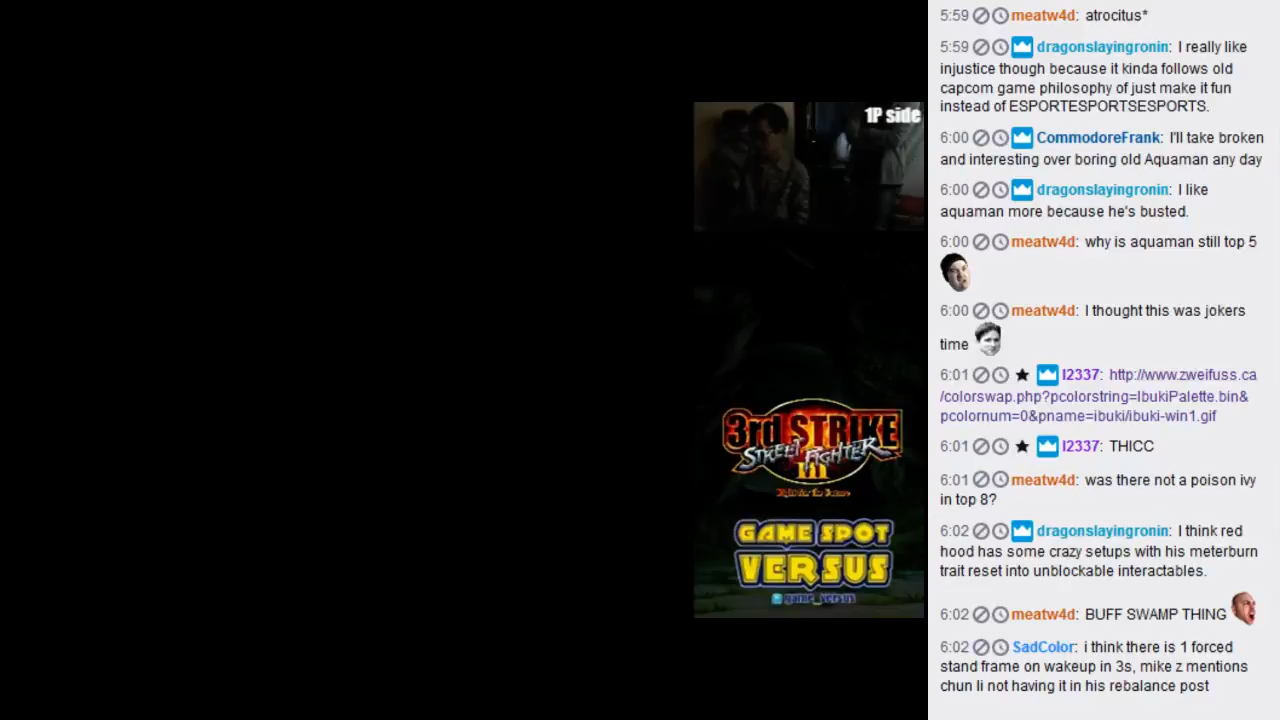 1P side
3rd STRIKE
STREET FIGHTER
III
Fight for the Future
GAME SPOT
VERSUS
@game_versus
5:59 meatw4d: atrocitus*
5:59 dragonslayingronin: I really like
injustice though because it kinda follows old
capcom game philosophy of just make it fun
instead of ESPORTESPORTSESPORTS.
6:00 CommodoreFrank: I'll take broken
and interesting over boring old Aquaman any day
6:00 dragonslayingronin: I like
aquaman more because he's busted.
6:00 meatw4d: why is aquaman still top 5
6:00 meatw4d: I thought this was jokers
time
6:01 l2337: http://www.zweifuss.ca
/colorswap.php?pcolorstring=IbukiPalette.bin&
pcolornum=0&pname=ibuki/ibuki-win1.gif
6:01 l2337: THICC
6:01 meatw4d: was there not a poison ivy
in top 8?
6:02 dragonslayingronin: I think red
hood has some crazy setups with his meterburn
trait reset into unblockable interactables.
6:02 meatw4d: BUFF SWAMP THING
6:02 SadColor: i think there is 1 forced
stand frame on wakeup in 3s, mike z mentions
chun li not having it in his rebalance post